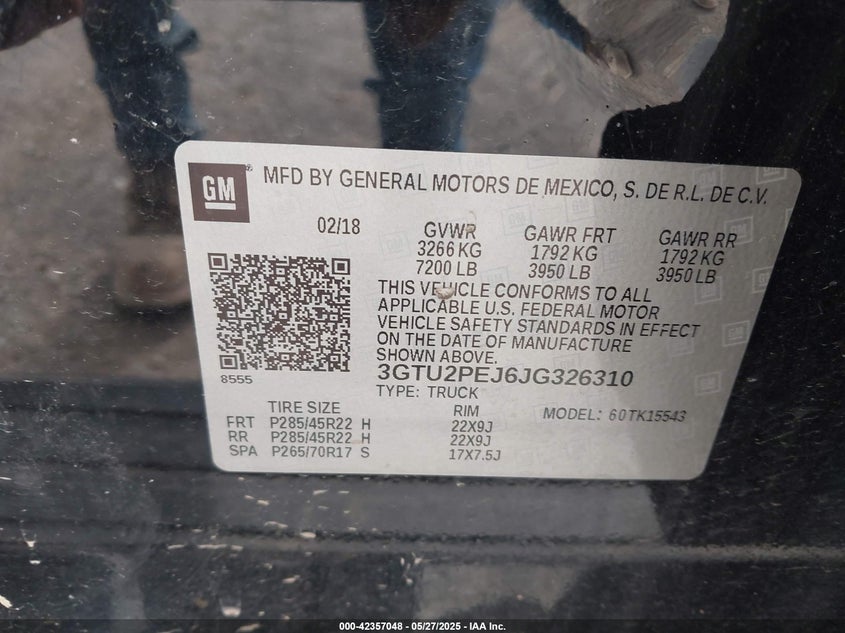 GM
MFD BY GENERAL MOTORS DE MEXICO, S. DE R.L. DE C.V.
02/18 GVWR GAWR FRT GAWR RR
3266 KG 1792 KG 1792 KG
7200 LB 3950 LB 3950 LB
THIS VEHICLE CONFORMS TO ALL
APPLICABLE U.S. FEDERAL MOTOR
VEHICLE SAFETY STANDARDS IN EFFECT
ON THE DATE OF MANUFACTURE
SHOWN ABOVE.
3GTU2PEJ6JG326310
8555
TYPE: TRUCK
TIRE SIZE RIM MODEL: 60TK15543
FRT P285/45R22 H 22X9J
RR P285/45R22 H 22X9J
SPA P265/70R17 S 17X7.5J
000-42357048 — 05/27/2025 — IAA Inc.